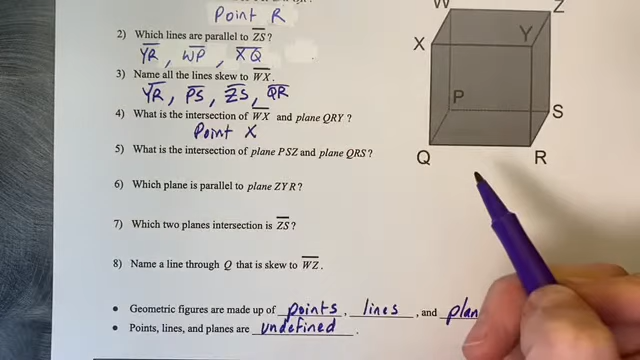 Point R
W
Z
2) Which lines are parallel to ZS?
YR, WP, XQ
X
Y
3) Name all the lines skew to WX.
YR, PS, ZS, QR
P
4) What is the intersection of WX and plane QRY?
S
Point X
5) What is the intersection of plane PSZ and plane QRS?
Q
R
6) Which plane is parallel to plane ZYR?
7) Which two planes intersection is ZS?
8) Name a line through Q that is skew to WZ.
• Geometric figures are made up of points, lines, and plan
• Points, lines, and planes are undefined.